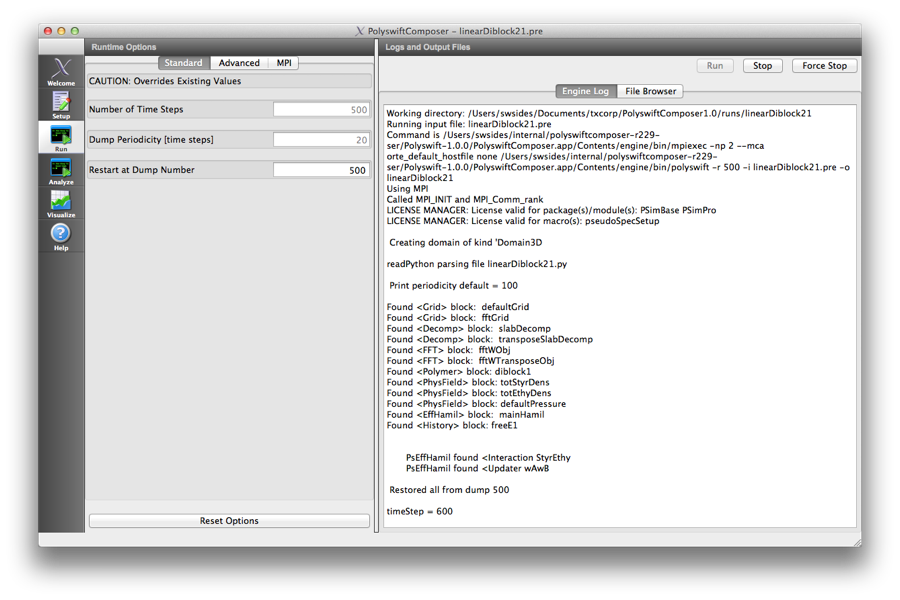 PolyswiftComposer – linearDiblock21.pre
Runtime Options
Logs and Output Files
Welcome
Setup
Run
Analyze
Visualize
Help
Standard
Advanced
MPI
CAUTION: Overrides Existing Values
Number of Time Steps
500
Dump Periodicity [time steps]
20
Restart at Dump Number
500
Reset Options
Run
Stop
Force Stop
Engine Log
File Browser
Working directory: /Users/swsides/Documents/txcorp/PolyswiftComposer1.0/runs/linearDiblock21
Running input file: linearDiblock21.pre
Command is /Users/swsides/internal/polyswiftcomposer-r229-
ser/Polyswift-1.0.0/PolyswiftComposer.app/Contents/engine/bin/mpiexec -np 2 --mca
orte_default_hostfile none /Users/swsides/internal/polyswiftcomposer-r229-
ser/Polyswift-1.0.0/PolyswiftComposer.app/Contents/engine/bin/polyswift -r 500 -i linearDiblock21.pre -o
linearDiblock21
Using MPI
Called MPI_INIT and MPI_Comm_rank
LICENSE MANAGER: License valid for package(s)/module(s): PSimBase PSimPro
LICENSE MANAGER: License valid for macro(s): pseudoSpecSetup
Creating domain of kind 'Domain3D
readPython parsing file linearDiblock21.py
Print periodicity default = 100
Found <Grid> block: defaultGrid
Found <Grid> block: fftGrid
Found <Decomp> block: slabDecomp
Found <Decomp> block: transposeSlabDecomp
Found <FFT> block: fftWObj
Found <FFT> block: fftWTransposeObj
Found <Polymer> block: diblock1
Found <PhysField> block: totStyrDens
Found <PhysField> block: totEthyDens
Found <PhysField> block: defaultPressure
Found <EffHamil> block: mainHamil
Found <History> block: freeE1
PsEffHamil found <Interaction StyrEthy
PsEffHamil found <Updater wAwB
Restored all from dump 500
timeStep = 600